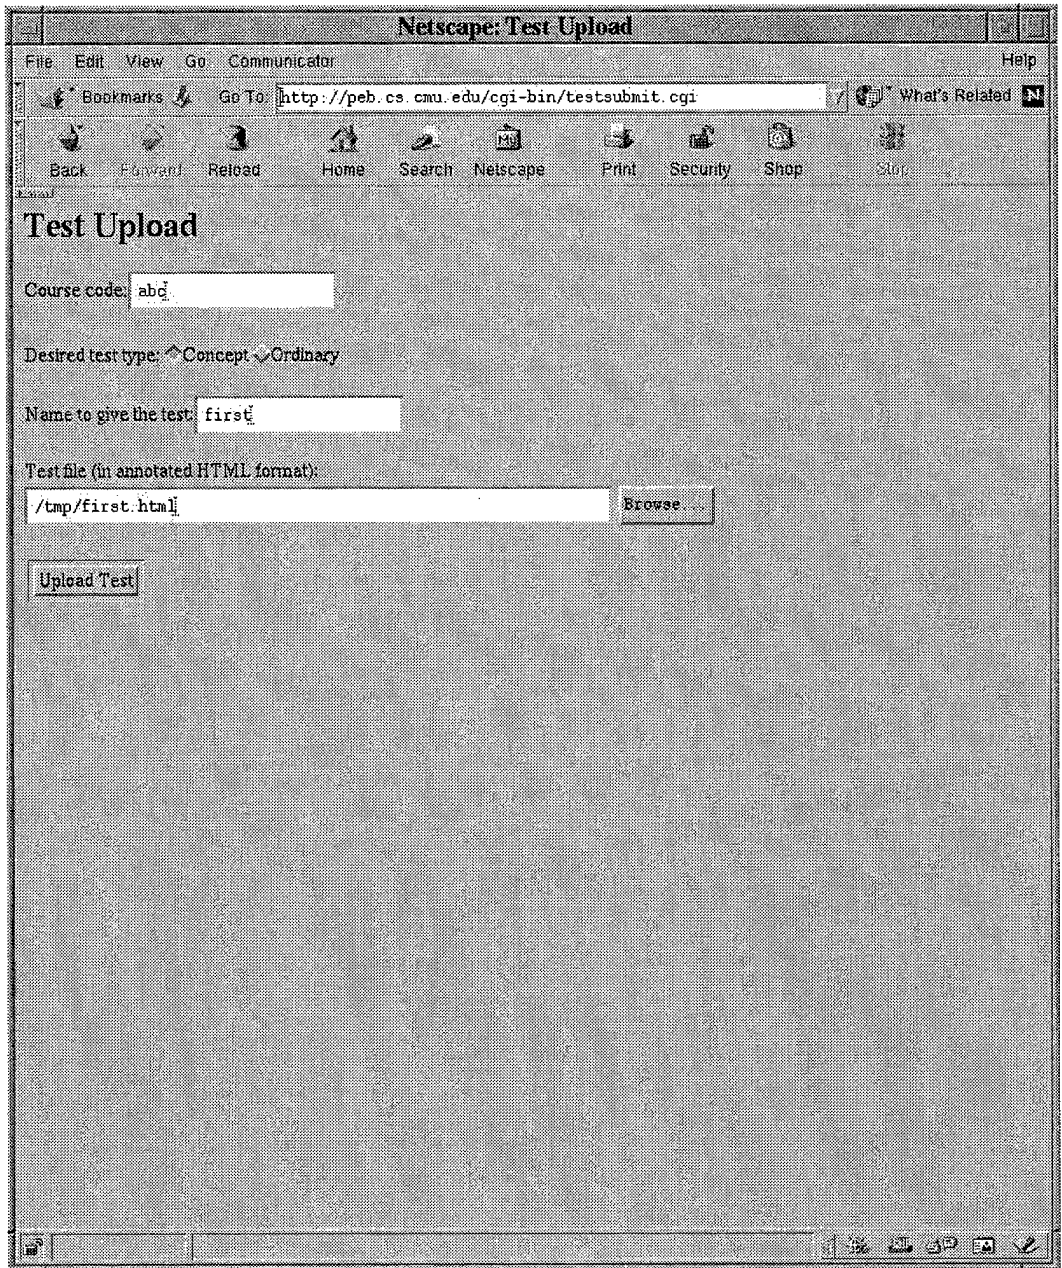 Netscape: Test Upload
File Edit View Go Communicator Help
Bookmarks Go To: http://peb.cs.cmu.edu/cgi-bin/testsubmit.cgi What's Related N
Back Forward Reload Home Search Netscape Print Security Shop Stop
Test Upload
Course code: abc
Desired test type: Concept Ordinary
Name to give the test: first
Test file (in annotated HTML format):
/tmp/first.html Browse...
Upload Test